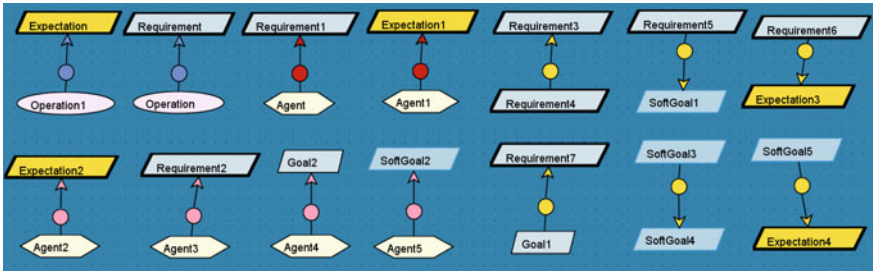 Expectation
Requirement
Requirement1
Expectation1
Requirement3
Requirement5
Requirement6
Operation1
Operation
Agent
Agent1
Requirement4
SoftGoal1
Expectation3
Expectation2
Requirement2
Goal2
SoftGoal2
Requirement7
SoftGoal3
SoftGoal5
Agent2
Agent3
Agent4
Agent5
Goal1
SoftGoal4
Expectation4